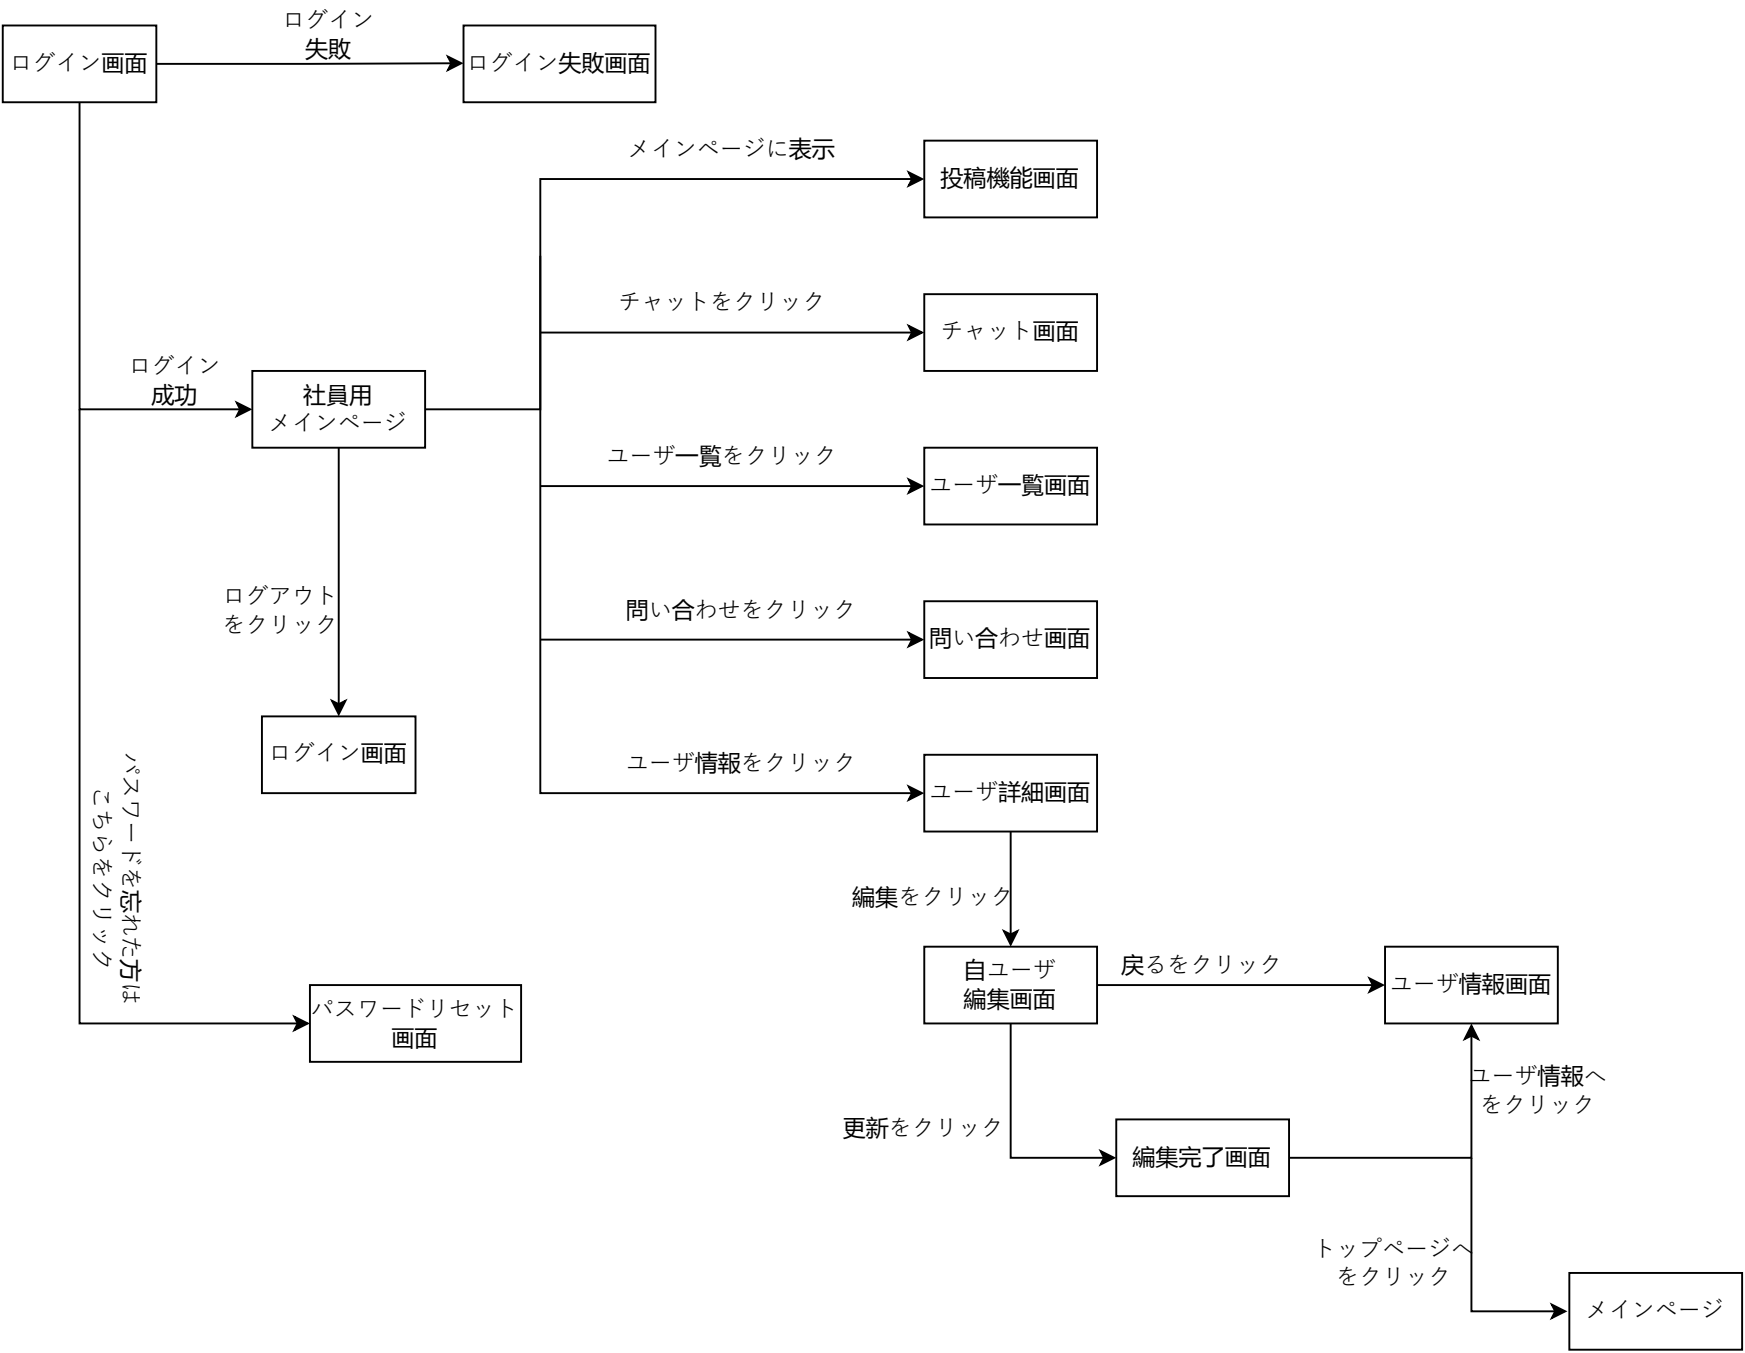 ログイン
失敗
ログイン画面
ログイン失敗画面
メインページに表示
投稿機能画面
チャットをクリック
チャット画面
ログイン
成功
社員用
メインページ
ユーザ一覧をクリック
ユーザ一覧画面
ログアウト
をクリック
問い合わせをクリック
問い合わせ画面
ログイン画面
ユーザ情報をクリック
ユーザ詳細画面
パスワードを忘れた方は
こちらをクリック
編集をクリック
自ユーザ
編集画面
戻るをクリック
ユーザ情報画面
パスワードリセット
画面
ユーザ情報へ
をクリック
更新をクリック
編集完了画面
トップページへ
をクリック
メインページ